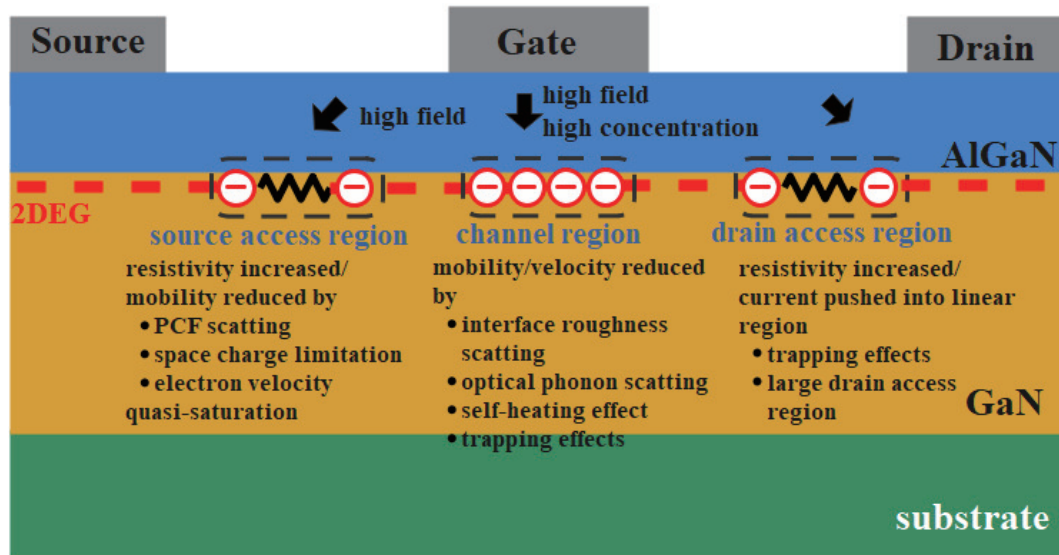 Source
Gate
Drain
high field
high field
high concentration
AlGaN
2DEG
source access region
resistivity increased/
mobility reduced by
• PCF scatting
• space charge limitation
• electron velocity
quasi-saturation
channel region
mobility/velocity reduced
by
• interface roughness
scatting
• optical phonon scatting
• self-heating effect
• trapping effects
drain access region
resistivity increased/
current pushed into linear
region
• trapping effects
• large drain access
region
GaN
substrate